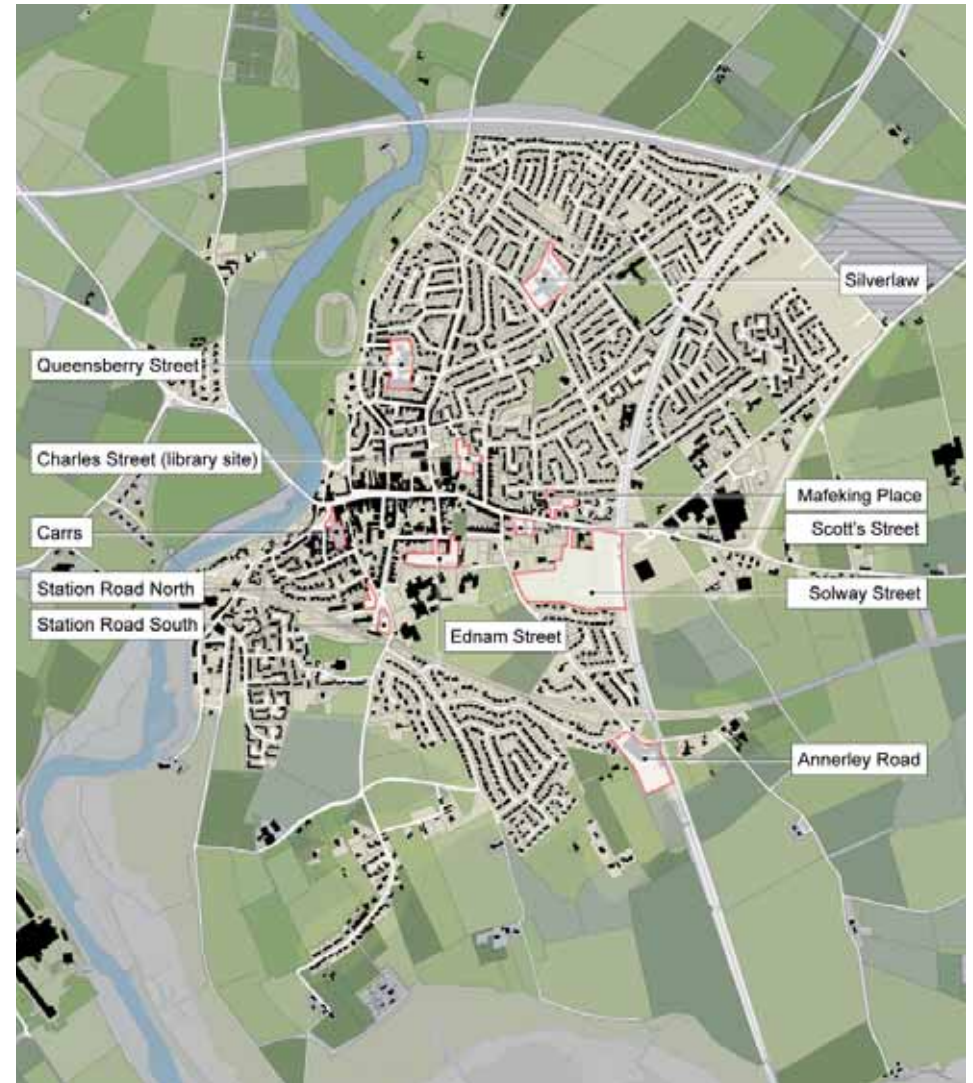 Silverlaw
Queensberry Street
Charles Street (library site)
Mafeking Place
Carrs
Scott's Street
Station Road North
Solway Street
Station Road South
Ednam Street
Annerley Road